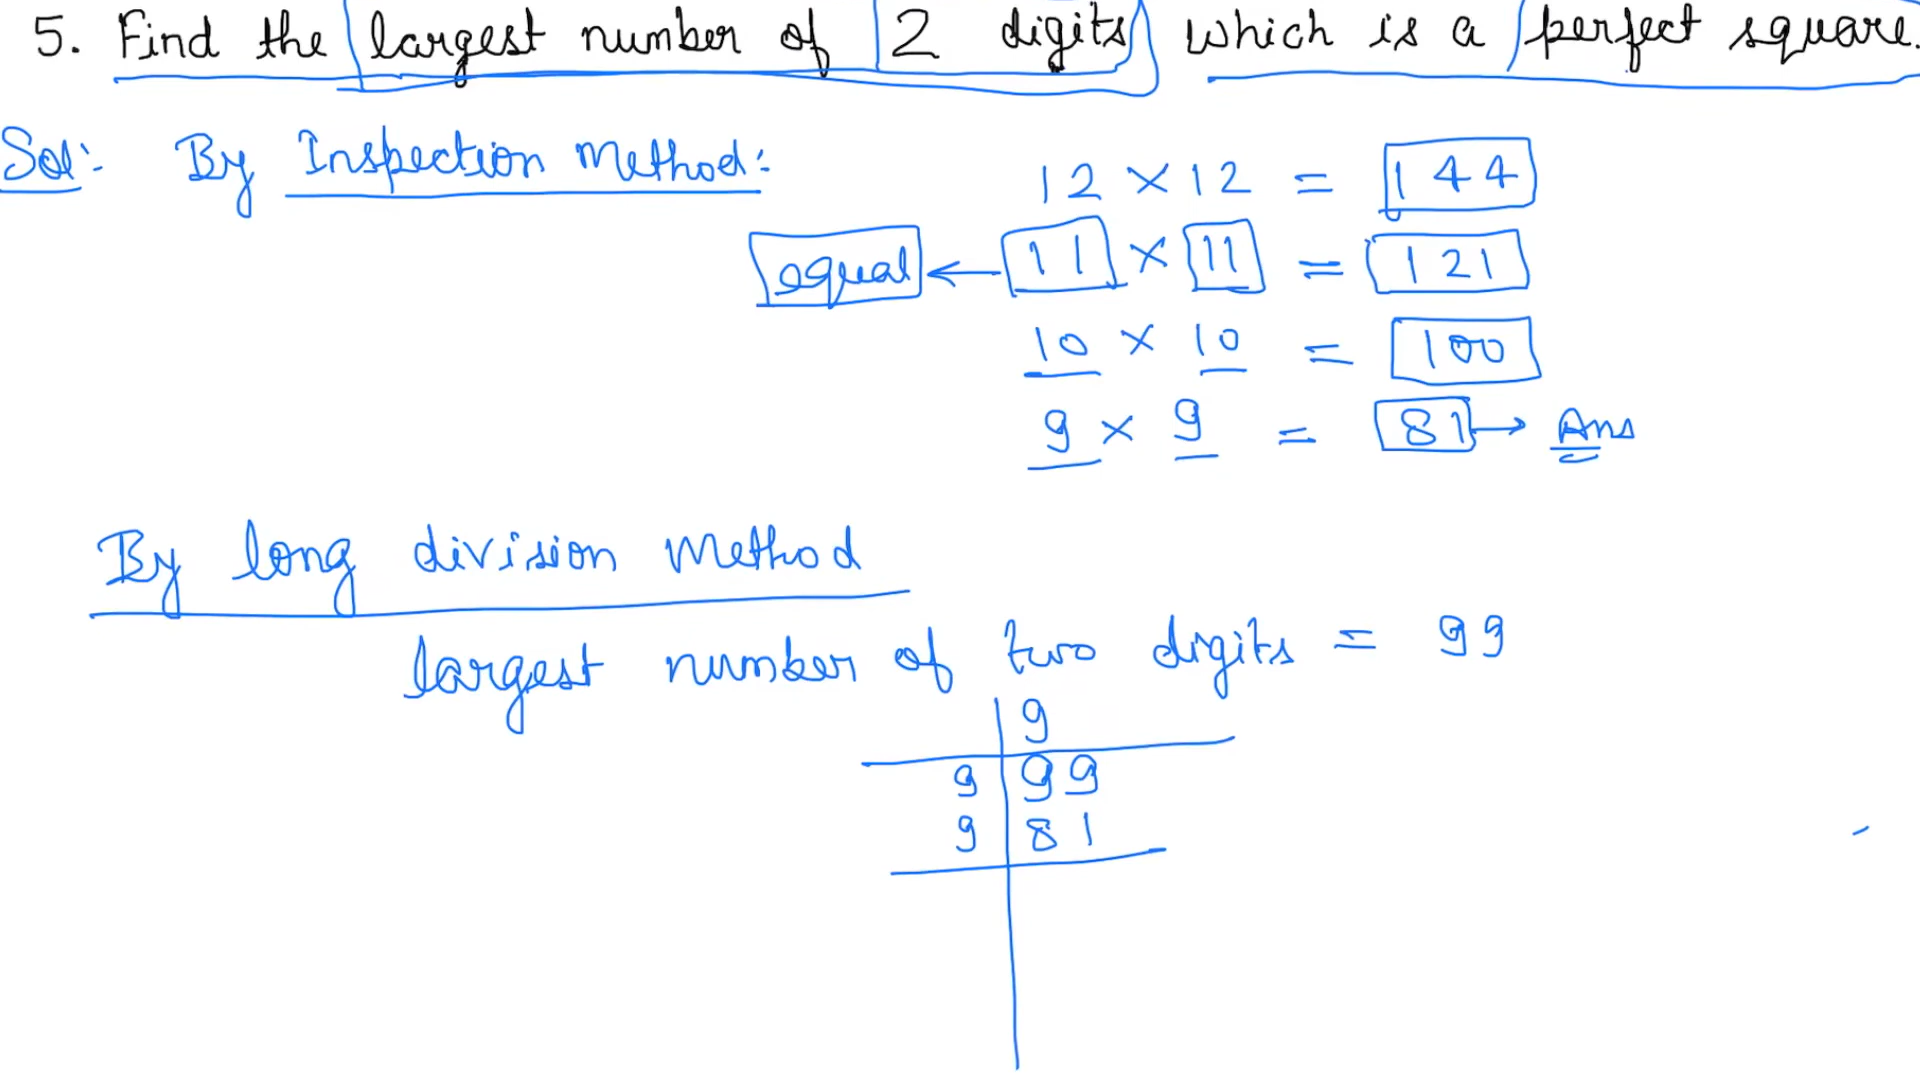 5. Find the largest number of 2 digits which is a perfect square.
Sol:- By Inspection Method:
12 × 12 = 144
equal ← 11 × 11 = 121
10 × 10 = 100
9 × 9 = 81 → Ans
By long division Method
largest number of two digits = 99
9
9 99
9 81